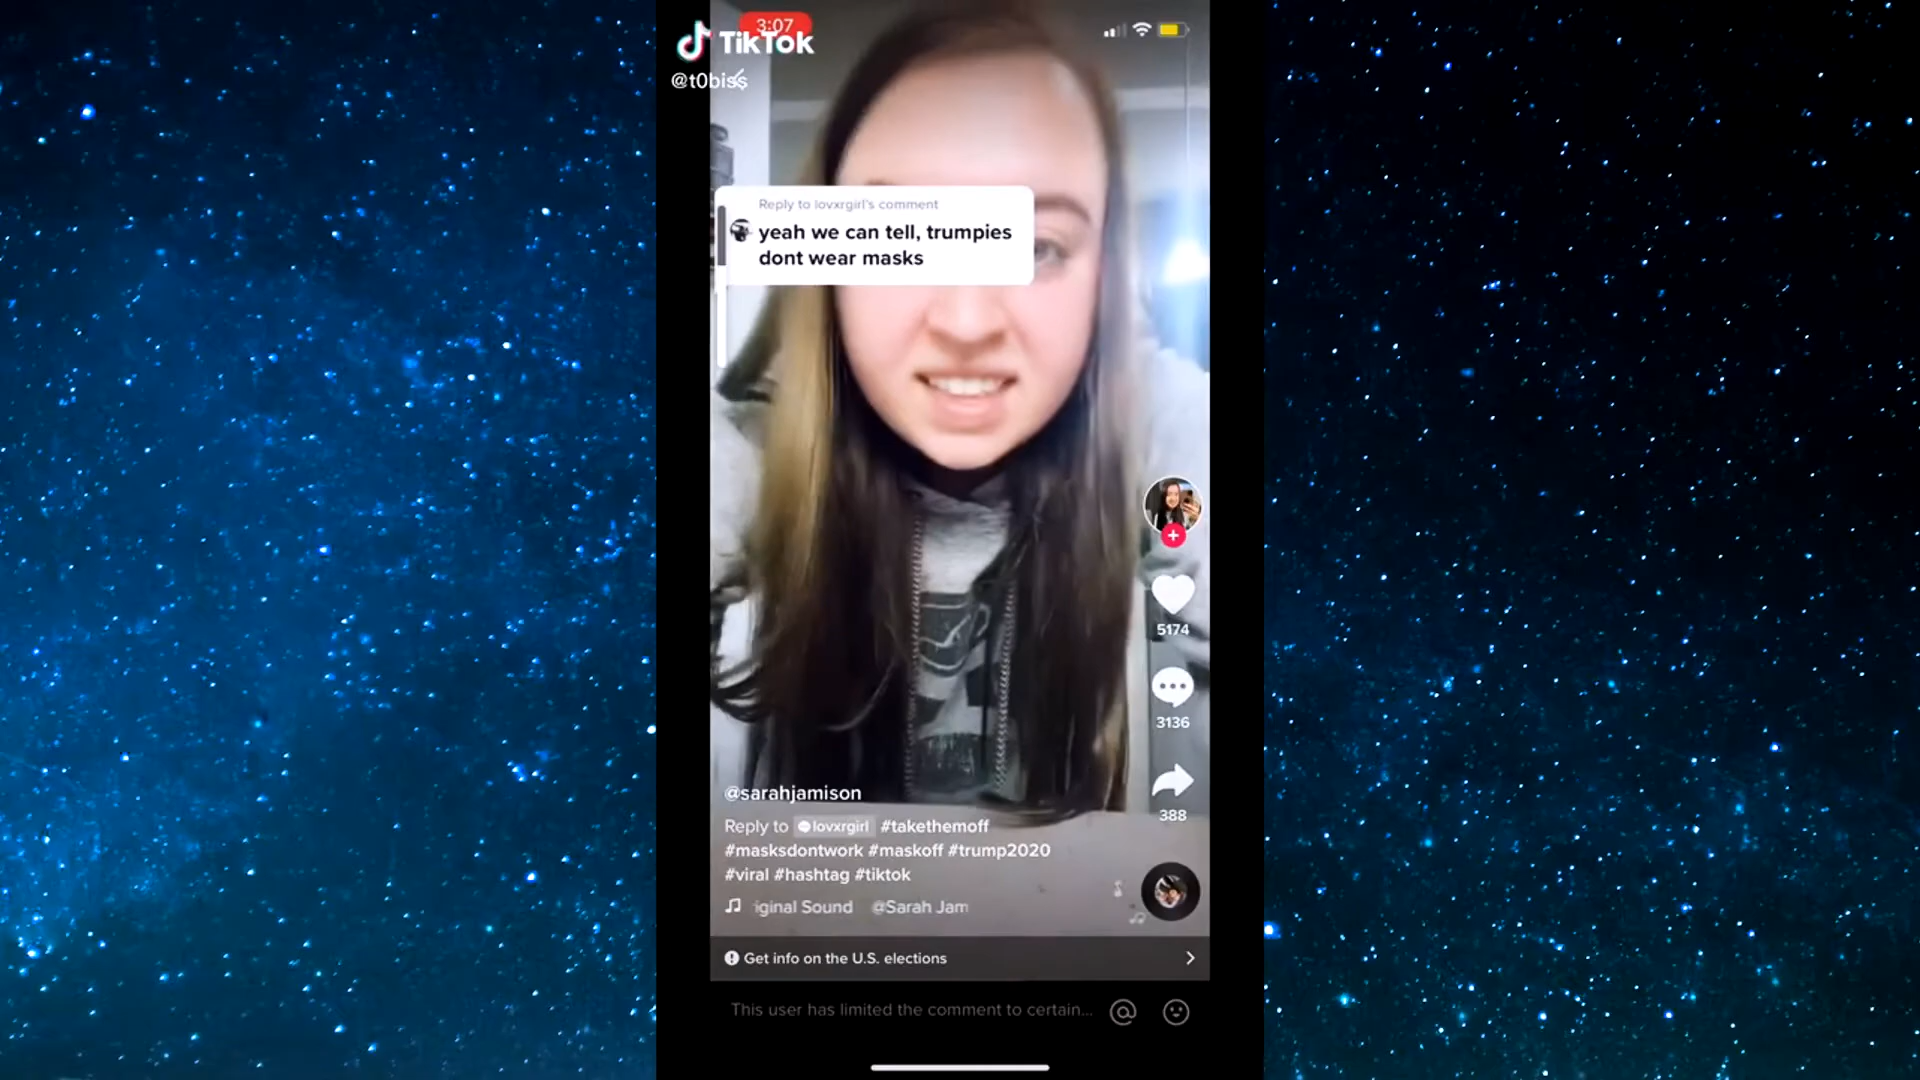 3:07
TikTok
@t0biss
Reply to lovxrgirl's comment
yeah we can tell, trumpies
dont wear masks
5174
3136
388
@sarahjamison
Reply to lovxrgirl #takethemoff
#masksdontwork #maskoff #trump2020
#viral #hashtag #tiktok
iginal Sound @Sarah Jam
Get info on the U.S. elections
This user has limited the comment to certain...